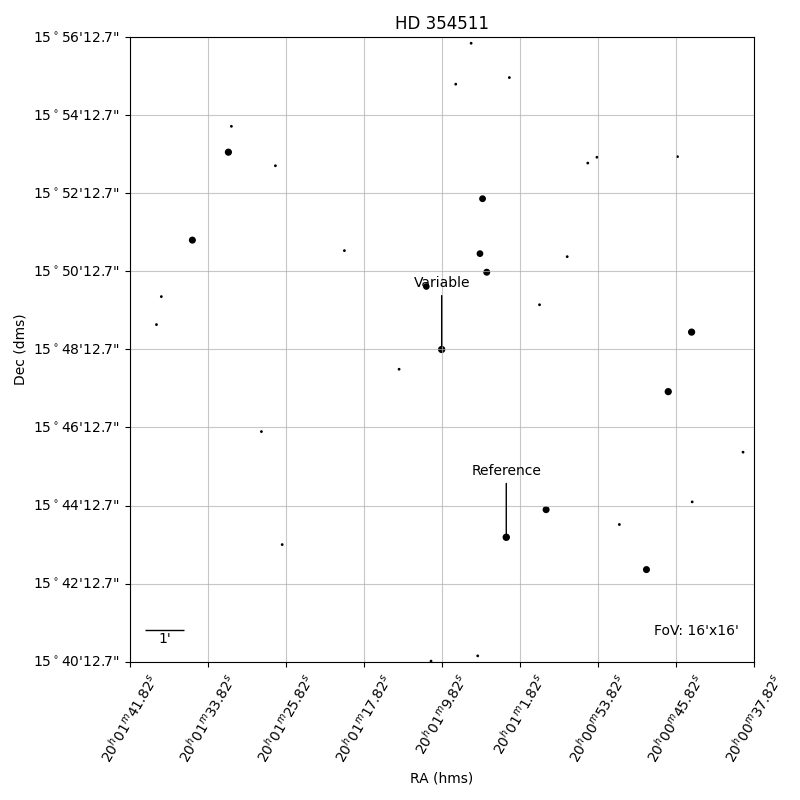 HD 354511
15°56'12.7"
15°54'12.7"
15°52'12.7"
15°50'12.7"
15°48'12.7"
15°46'12.7"
15°44'12.7"
15°42'12.7"
15°40'12.7"
Dec (dms)
Variable
Reference
1'
FoV: 16'x16'
20ʰ01ᵐ41.82ˢ
20ʰ01ᵐ33.82ˢ
20ʰ01ᵐ25.82ˢ
20ʰ01ᵐ17.82ˢ
20ʰ01ᵐ9.82ˢ
20ʰ01ᵐ1.82ˢ
20ʰ00ᵐ53.82ˢ
20ʰ00ᵐ45.82ˢ
20ʰ00ᵐ37.82ˢ
RA (hms)